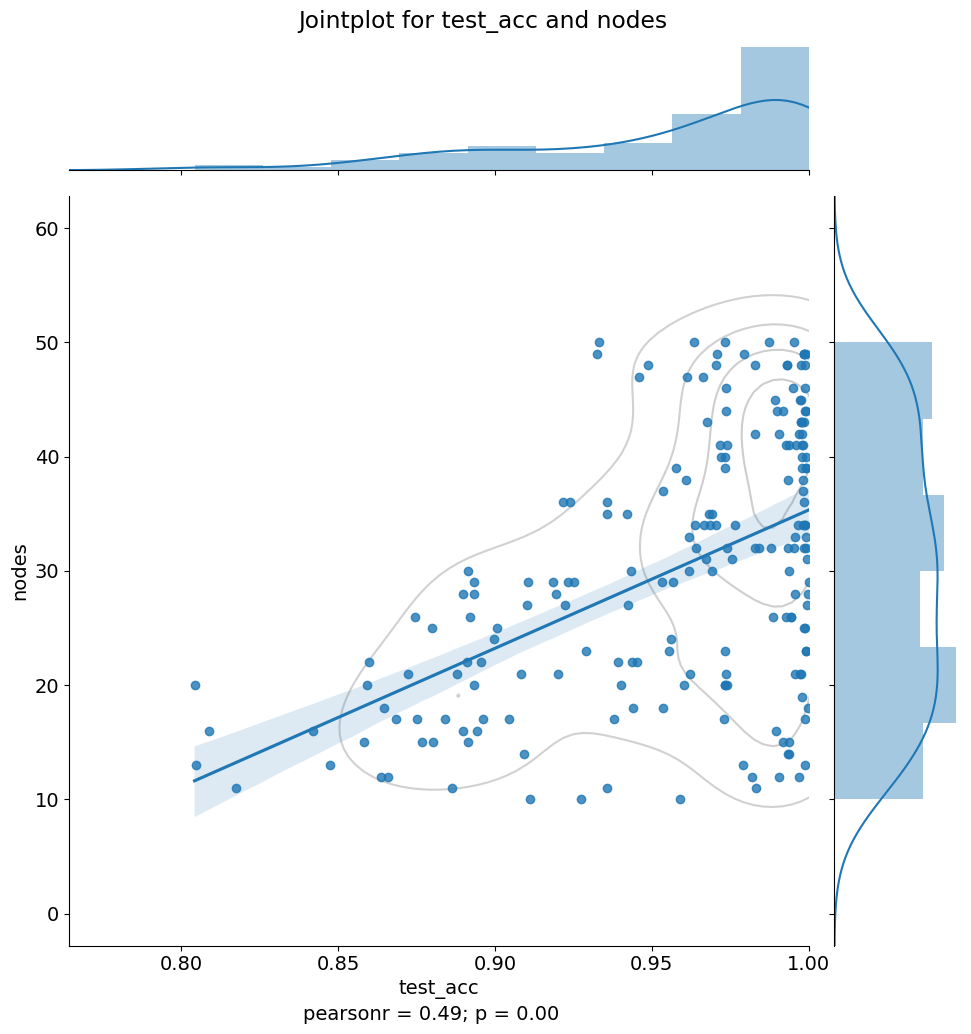 Jointplot for test_acc and nodes
60
50
40
30
20
10
0
nodes
0.80 0.85 0.90 0.95 1.00
test_acc
pearsonr = 0.49; p = 0.00